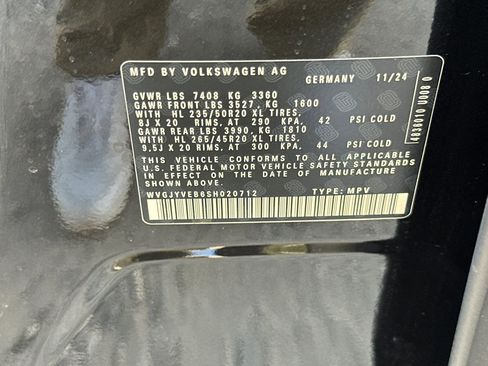 MFD BY VOLKSWAGEN AG
GERMANY 11/24
GVWR LBS 7408 KG 3360
GAWR FRONT LBS 3527, KG 1600
WITH HL 235/50R20 XL TIRES,
8J X 20 RIMS, AT 290 KPA, 42 PSI COLD
GAWR REAR LBS 3990, KG 1810
WITH HL 265/45R20 XL TIRES,
9,5J X 20 RIMS, AT 300 KPA, 44 PSI COLD
THIS VEHICLE CONFORMS TO ALL APPLICABLE
U.S. FEDERAL MOTOR VEHICLE SAFETY STANDARDS
IN EFFECT ON THE DATE OF MANUFACTURE
SHOWN ABOVE
WVGJYVEB6SH020712 TYPE: MPV